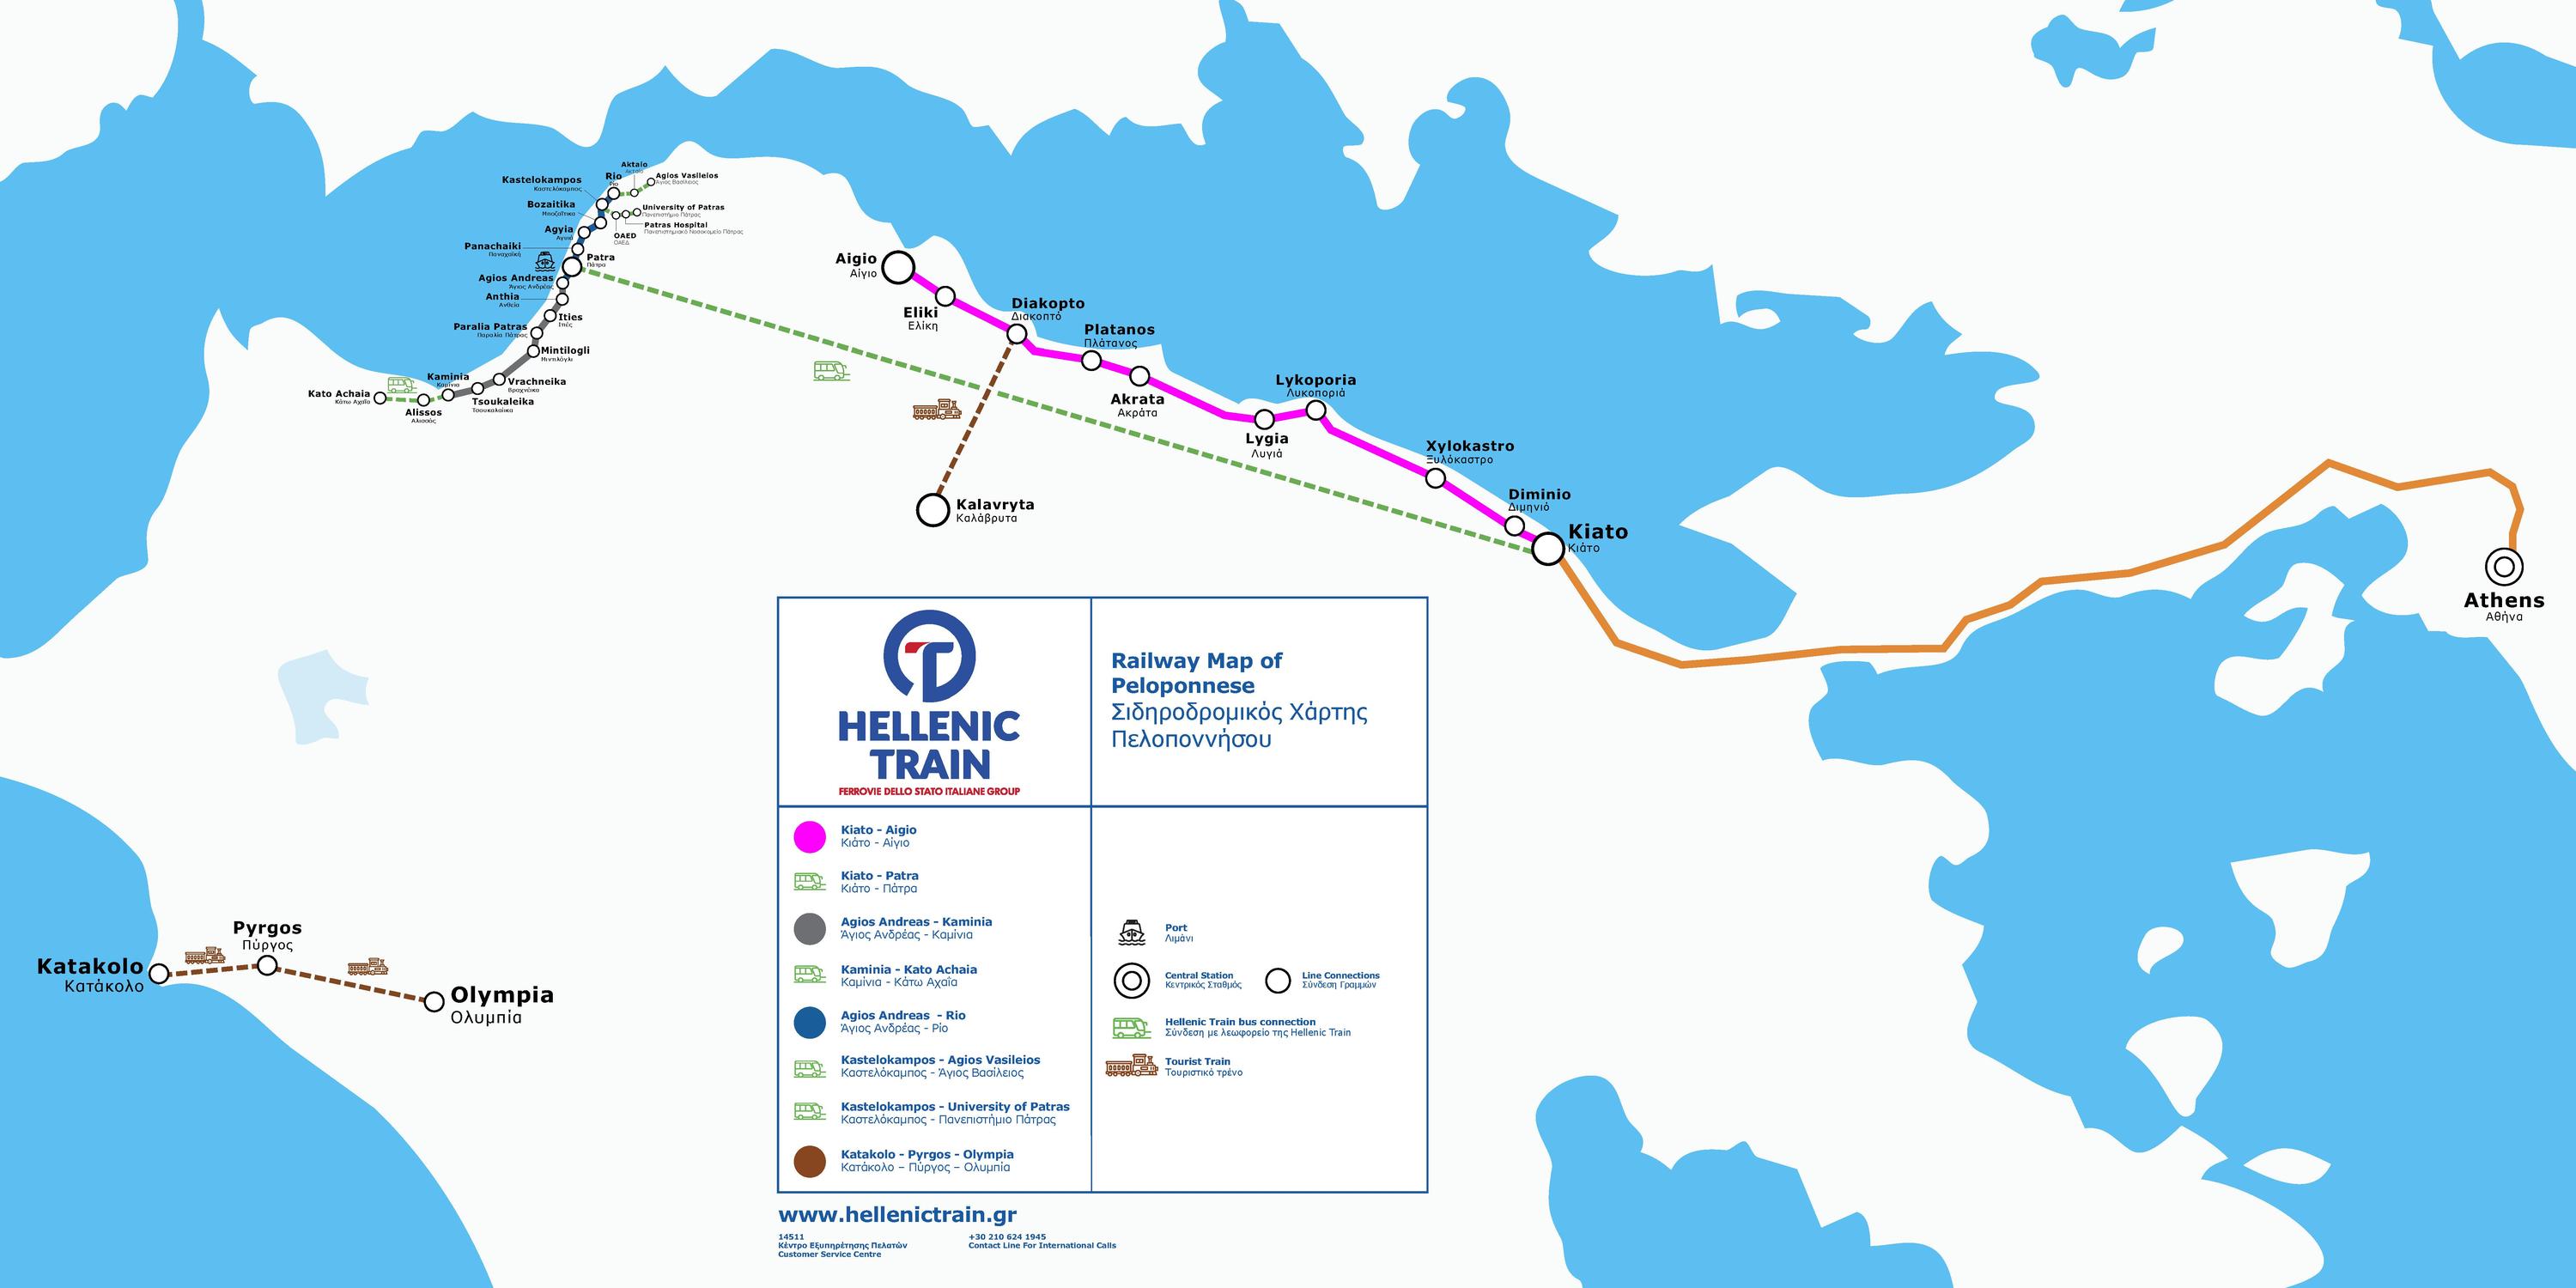 Aktaio
Ακταίο
Rio
Ρίο
Agios Vasileios
Άγιος Βασίλειος
Kastelokampos
Καστελόκαμπος
Bozaitika
Μποζαΐτικα
University of Patras
Πανεπιστήμιο Πάτρας
Patras Hospital
Πανεπιστημιακό Νοσοκομείο Πάτρας
OAED
ΟΑΕΔ
Agyia
Αγυιά
Panachaiki
Παναχαϊκή
Patra
Πάτρα
Agios Andreas
Άγιος Ανδρέας
Anthia
Ανθεία
Ities
Ιτιές
Paralia Patras
Παραλία Πάτρας
Mintilogli
Μιντιλόγλι
Kaminia
Καμίνια
Vrachneika
Βραχνέικα
Tsoukaleika
Τσουκαλαίικα
Kato Achaia
Κάτω Αχαΐα
Alissos
Αλισσός
Aigio
Αίγιο
Eliki
Ελίκη
Diakopto
Διακοπτό
Platanos
Πλάτανος
Akrata
Ακράτα
Lykoporia
Λυκοποριά
Lygia
Λυγιά
Xylokastro
Ξυλόκαστρο
Diminio
Διμηνιό
Kiato
Κιάτο
Kalavryta
Καλάβρυτα
Athens
Αθήνα
Pyrgos
Πύργος
Katakolo
Κατάκολο
Olympia
Ολυμπία
HELLENIC
TRAIN
FERROVIE DELLO STATO ITALIANE GROUP
Railway Map of
Peloponnese
Σιδηροδρομικός Χάρτης
Πελοποννήσου
Kiato - Aigio
Κιάτο - Αίγιο
Kiato - Patra
Κιάτο - Πάτρα
Agios Andreas - Kaminia
Άγιος Ανδρέας - Καμίνια
Kaminia - Kato Achaia
Καμίνια - Κάτω Αχαΐα
Agios Andreas - Rio
Άγιος Ανδρέας - Ρίο
Kastelokampos - Agios Vasileios
Καστελόκαμπος - Άγιος Βασίλειος
Kastelokampos - University of Patras
Καστελόκαμπος - Πανεπιστήμιο Πάτρας
Katakolo - Pyrgos - Olympia
Κατάκολο – Πύργος – Ολυμπία
Port
Λιμάνι
Central Station
Κεντρικός Σταθμός
Line Connections
Σύνδεση Γραμμών
Hellenic Train bus connection
Σύνδεση με λεωφορείο της Hellenic Train
Tourist Train
Τουριστικό τρένο
www.hellenictrain.gr
14511
Κέντρο Εξυπηρέτησης Πελατών
Customer Service Centre
+30 210 624 1945
Contact Line For International Calls